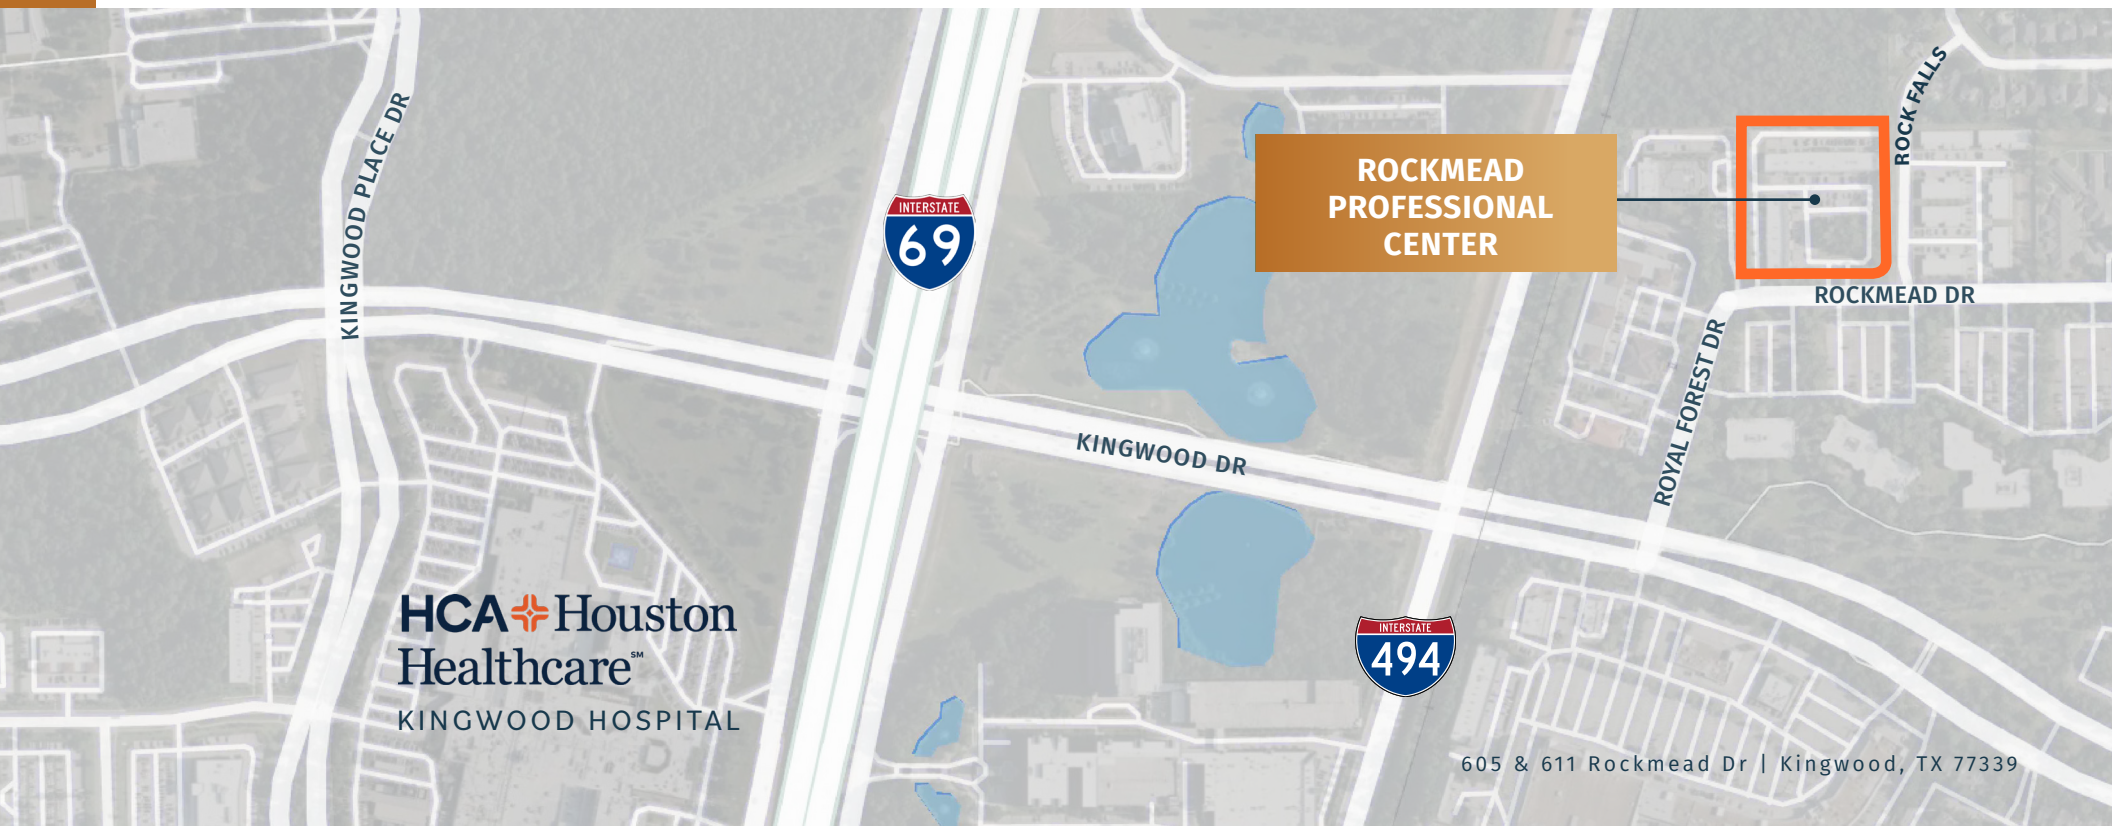 KINGWOOD PLACE DR
INTERSTATE
69
ROCKMEAD
PROFESSIONAL
CENTER
ROCK FALLS
ROCKMEAD DR
ROYAL FOREST DR
KINGWOOD DR
HCA Houston
Healthcare℠
KINGWOOD HOSPITAL
INTERSTATE
494
605 & 611 Rockmead Dr | Kingwood, TX 77339